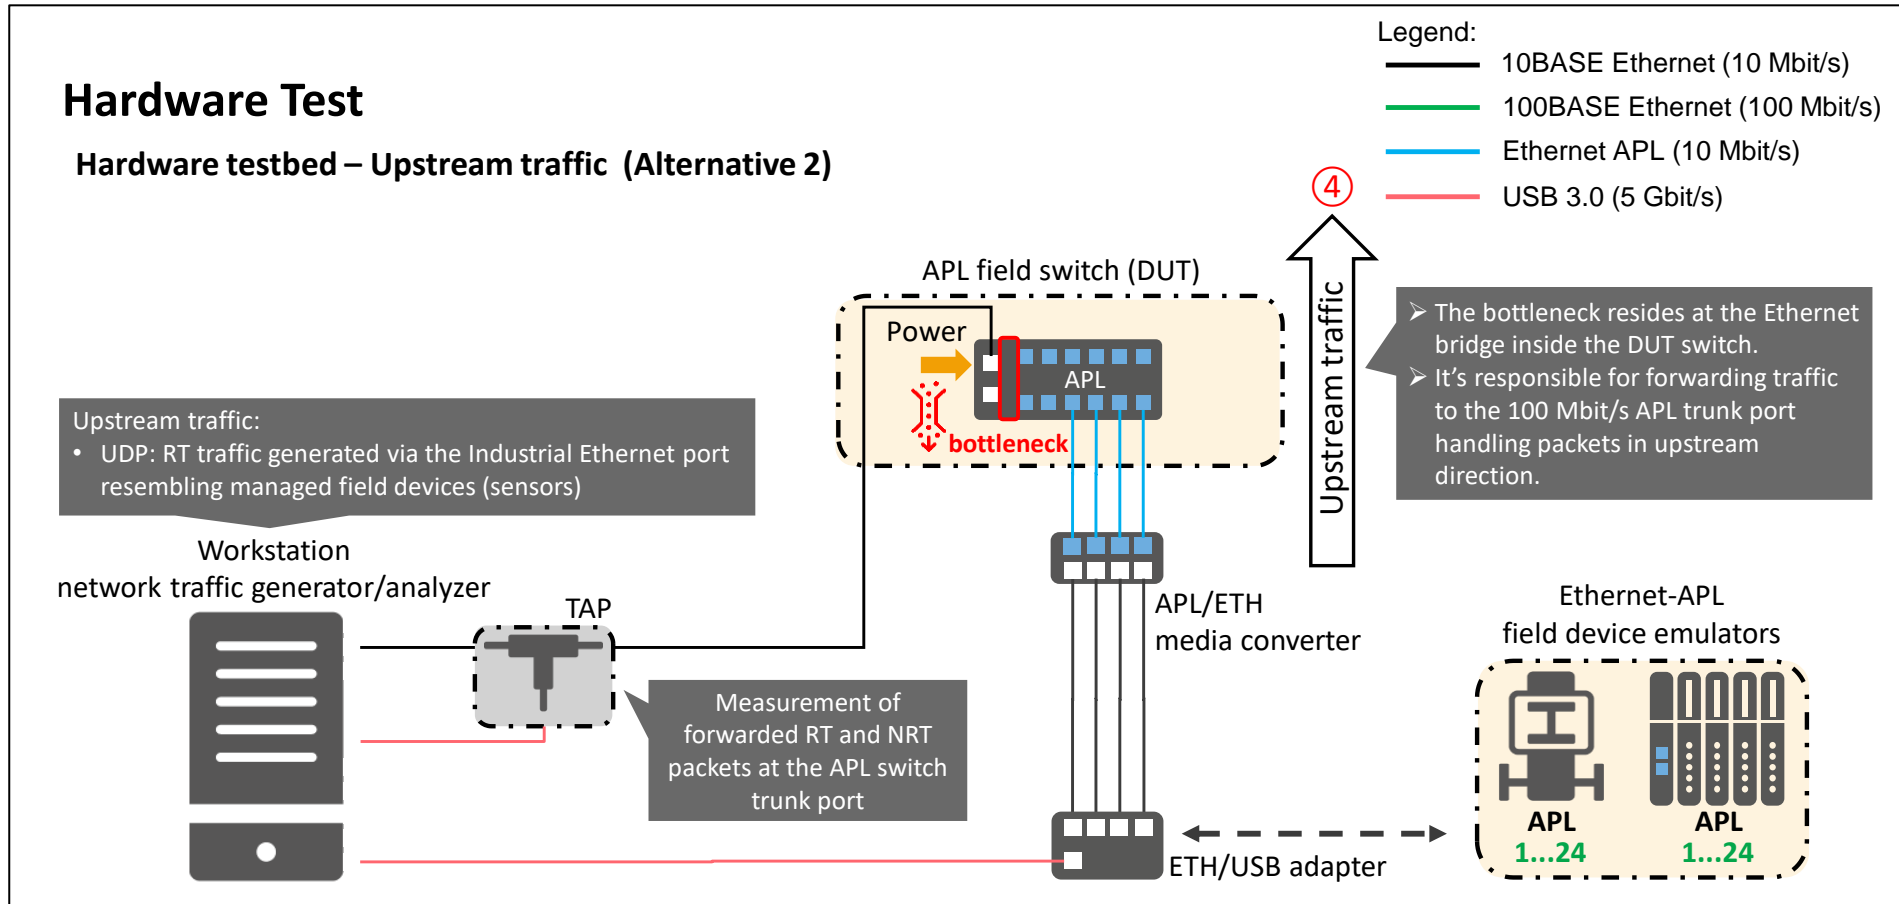 Legend:
10BASE Ethernet (10 Mbit/s)
100BASE Ethernet (100 Mbit/s)
Ethernet APL (10 Mbit/s)
USB 3.0 (5 Gbit/s)
Hardware Test
Hardware testbed – Upstream traffic (Alternative 2)
④
APL field switch (DUT)
Power
APL
bottleneck
Upstream traffic
➢ The bottleneck resides at the Ethernet
bridge inside the DUT switch.
➢ It’s responsible for forwarding traffic
to the 100 Mbit/s APL trunk port
handling packets in upstream
direction.
Upstream traffic:
• UDP: RT traffic generated via the Industrial Ethernet port
resembling managed field devices (sensors)
Workstation
network traffic generator/analyzer
TAP
Measurement of
forwarded RT and NRT
packets at the APL switch
trunk port
APL/ETH
media converter
ETH/USB adapter
Ethernet-APL
field device emulators
APL
1...24
APL
1...24